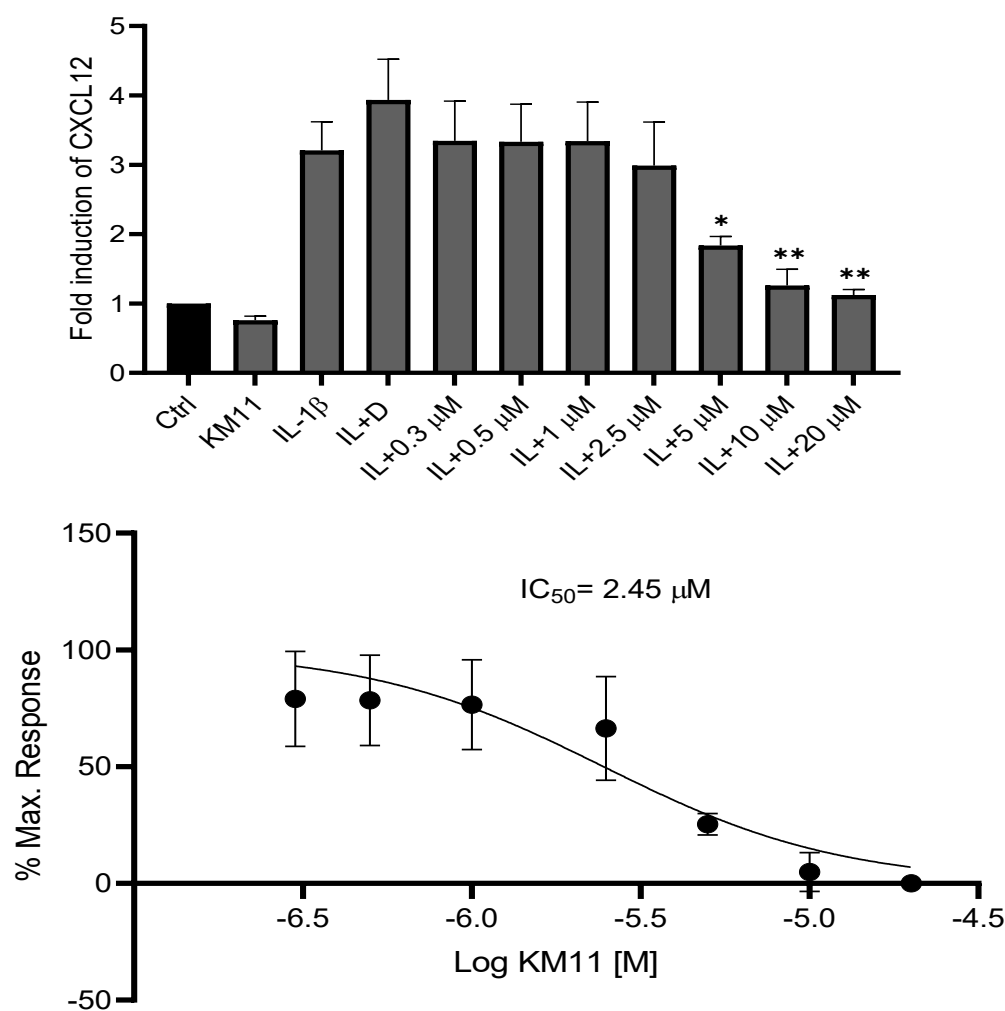 Fold induction of CXCL12
5
4
3
2
1
0
*
**
**
Ctrl
KM11
IL-1β
IL+D
IL+0.3 μM
IL+0.5 μM
IL+1 μM
IL+2.5 μM
IL+5 μM
IL+10 μM
IL+20 μM
% Max. Response
150
100
50
0
-50
IC₅₀= 2.45 μM
-6.5
-6.0
-5.5
-5.0
-4.5
Log KM11 [M]